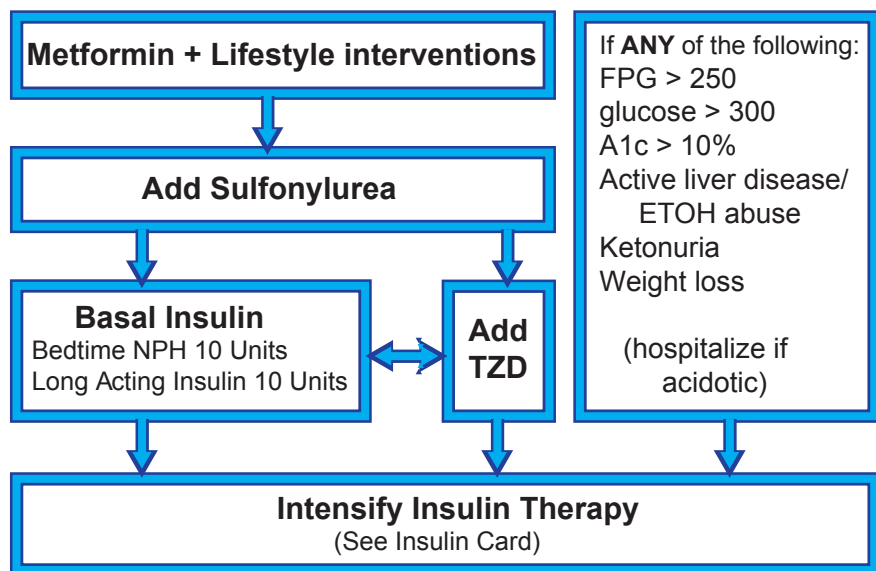 Metformin + Lifestyle interventions
Add Sulfonylurea
Basal Insulin
Bedtime NPH 10 Units
Long Acting Insulin 10 Units
Add
TZD
If ANY of the following:
FPG > 250
glucose > 300
A1c > 10%
Active liver disease/
ETOH abuse
Ketonuria
Weight loss
(hospitalize if
acidotic)
Intensify Insulin Therapy
(See Insulin Card)